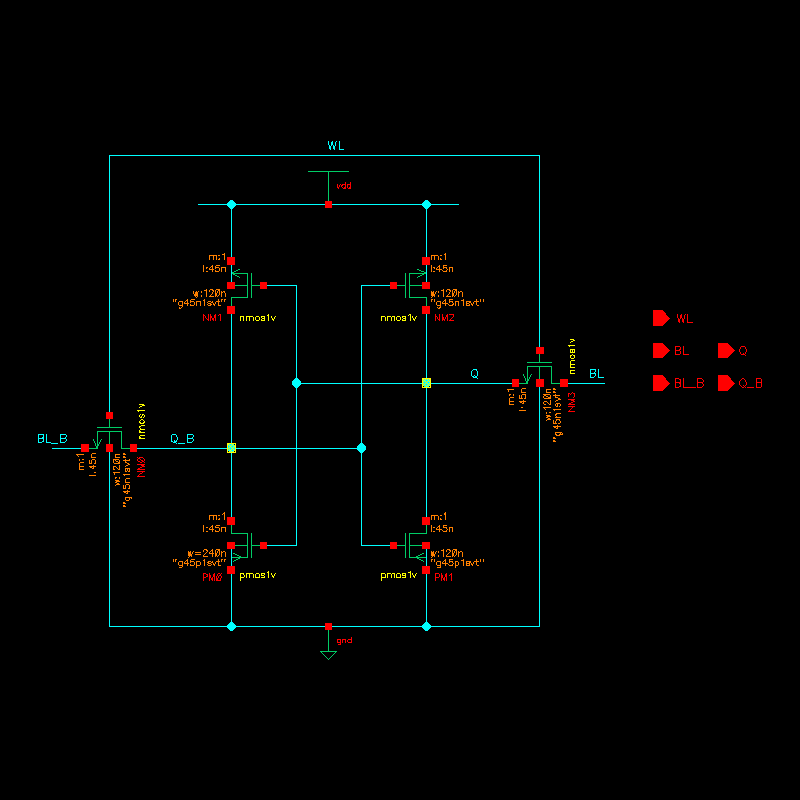 WL
vdd
m:1
l:45n
w:120n
"g45n1svt"
NM1
nmos1v
m:1
l:45n
w:120n
"g45n1svt"
nmos1v
NM2
WL
BL
Q
BL_B
Q_B
Q
BL
nmos1v
m:1
l:45n
w:120n
"g45n1svt"
NM3
BL_B
Q_B
nmos1v
m:1
l:45n
w:120n
"g45n1svt"
NM0
m:1
l:45n
w=240n
"g45p1svt"
PM0
pmos1v
m:1
l:45n
w:120n
"g45p1svt"
pmos1v
PM1
gnd